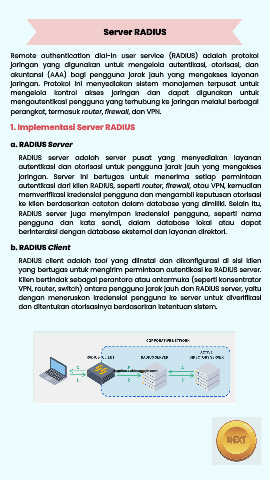 Server RADIUS
Remote authentication dial-in user service (RADIUS) adalah protokol
jaringan yang digunakan untuk mengelola autentikasi, otorisasi, dan
akuntansi (AAA) bagi pengguna jarak jauh yang mengakses layanan
jaringan. Protokol ini menyediakan sistem manajemen terpusat untuk
mengelola kontrol akses jaringan dan dapat digunakan untuk
mengautentikasi pengguna yang terhubung ke jaringan melalui berbagai
perangkat, termasuk router, firewall, dan VPN.
1. Implementasi Server RADIUS
a. RADIUS Server
RADIUS server adalah server pusat yang menyediakan layanan
autentikasi dan otorisasi untuk pengguna jarak jauh yang mengakses
jaringan. Server ini bertugas untuk menerima setiap permintaan
autentikasi dari klien RADIUS, seperti router, firewall, atau VPN, kemudian
memverifikasi kredensial pengguna dan mengambil keputusan otorisasi
ke klien berdasarkan catatan dalam database yang dimiliki. Selain itu,
RADIUS server juga menyimpan kredensial pengguna, seperti nama
pengguna dan kata sandi, dalam database lokal atau dapat
berinteraksi dengan database eksternal dan layanan direktori.
b. RADIUS Client
RADIUS client adalah tool yang diinstal dan dikonfigurasi di sisi klien
yang bertugas untuk mengirim permintaan autentikasi ke RADIUS server.
Klien bertindak sebagai perantara atau antarmuka (seperti konsentrator
VPN, router, switch) antara pengguna jarak jauh dan RADIUS server, yaitu
dengan meneruskan kredensial pengguna ke server untuk diverifikasi
dan ditentukan otorisasinya berdasarkan ketentuan sistem.
CORPORATE NETWORK
RADIUS CLIENT
RADIUS SERVER
ACTIVE
DIRECTORY SERVER
NEXT